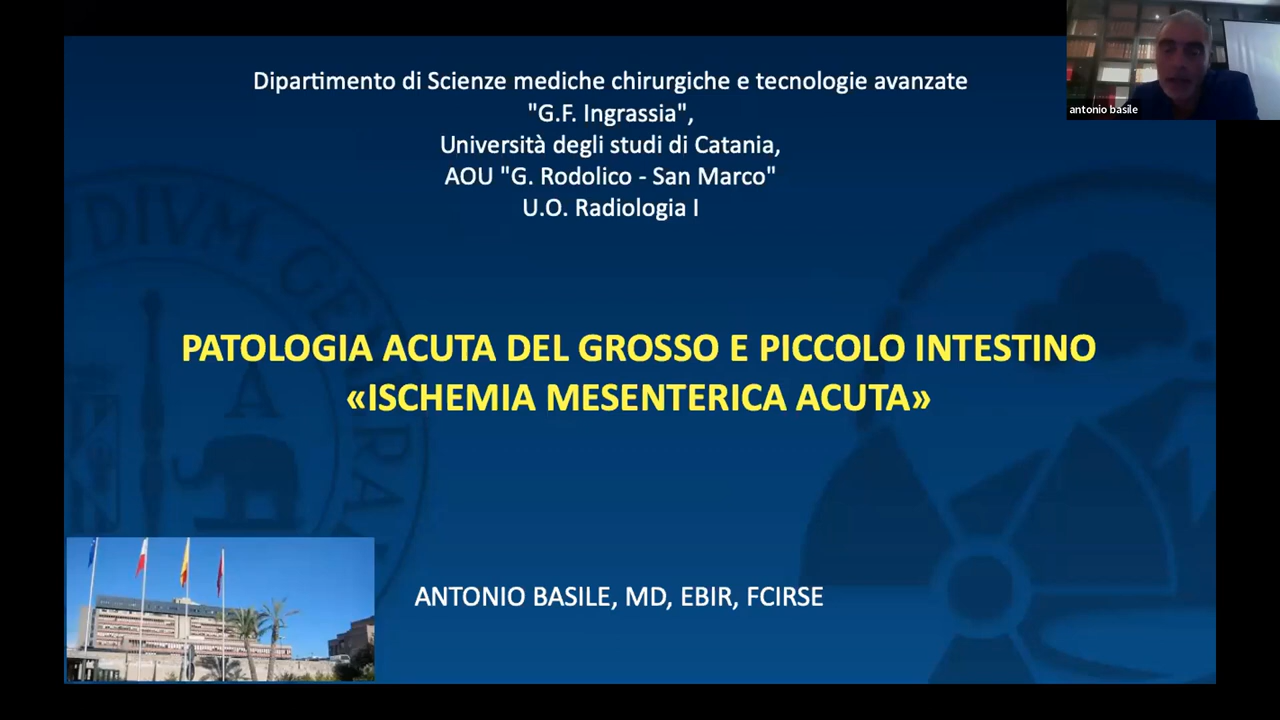 Dipartimento di Scienze mediche chirurgiche e tecnologie avanzate
"G.F. Ingrassia",
Università degli studi di Catania,
AOU "G. Rodolico - San Marco"
U.O. Radiologia I
antonio basile
PATOLOGIA ACUTA DEL GROSSO E PICCOLO INTESTINO
«ISCHEMIA MESENTERICA ACUTA»
ANTONIO BASILE, MD, EBIR, FCIRSE